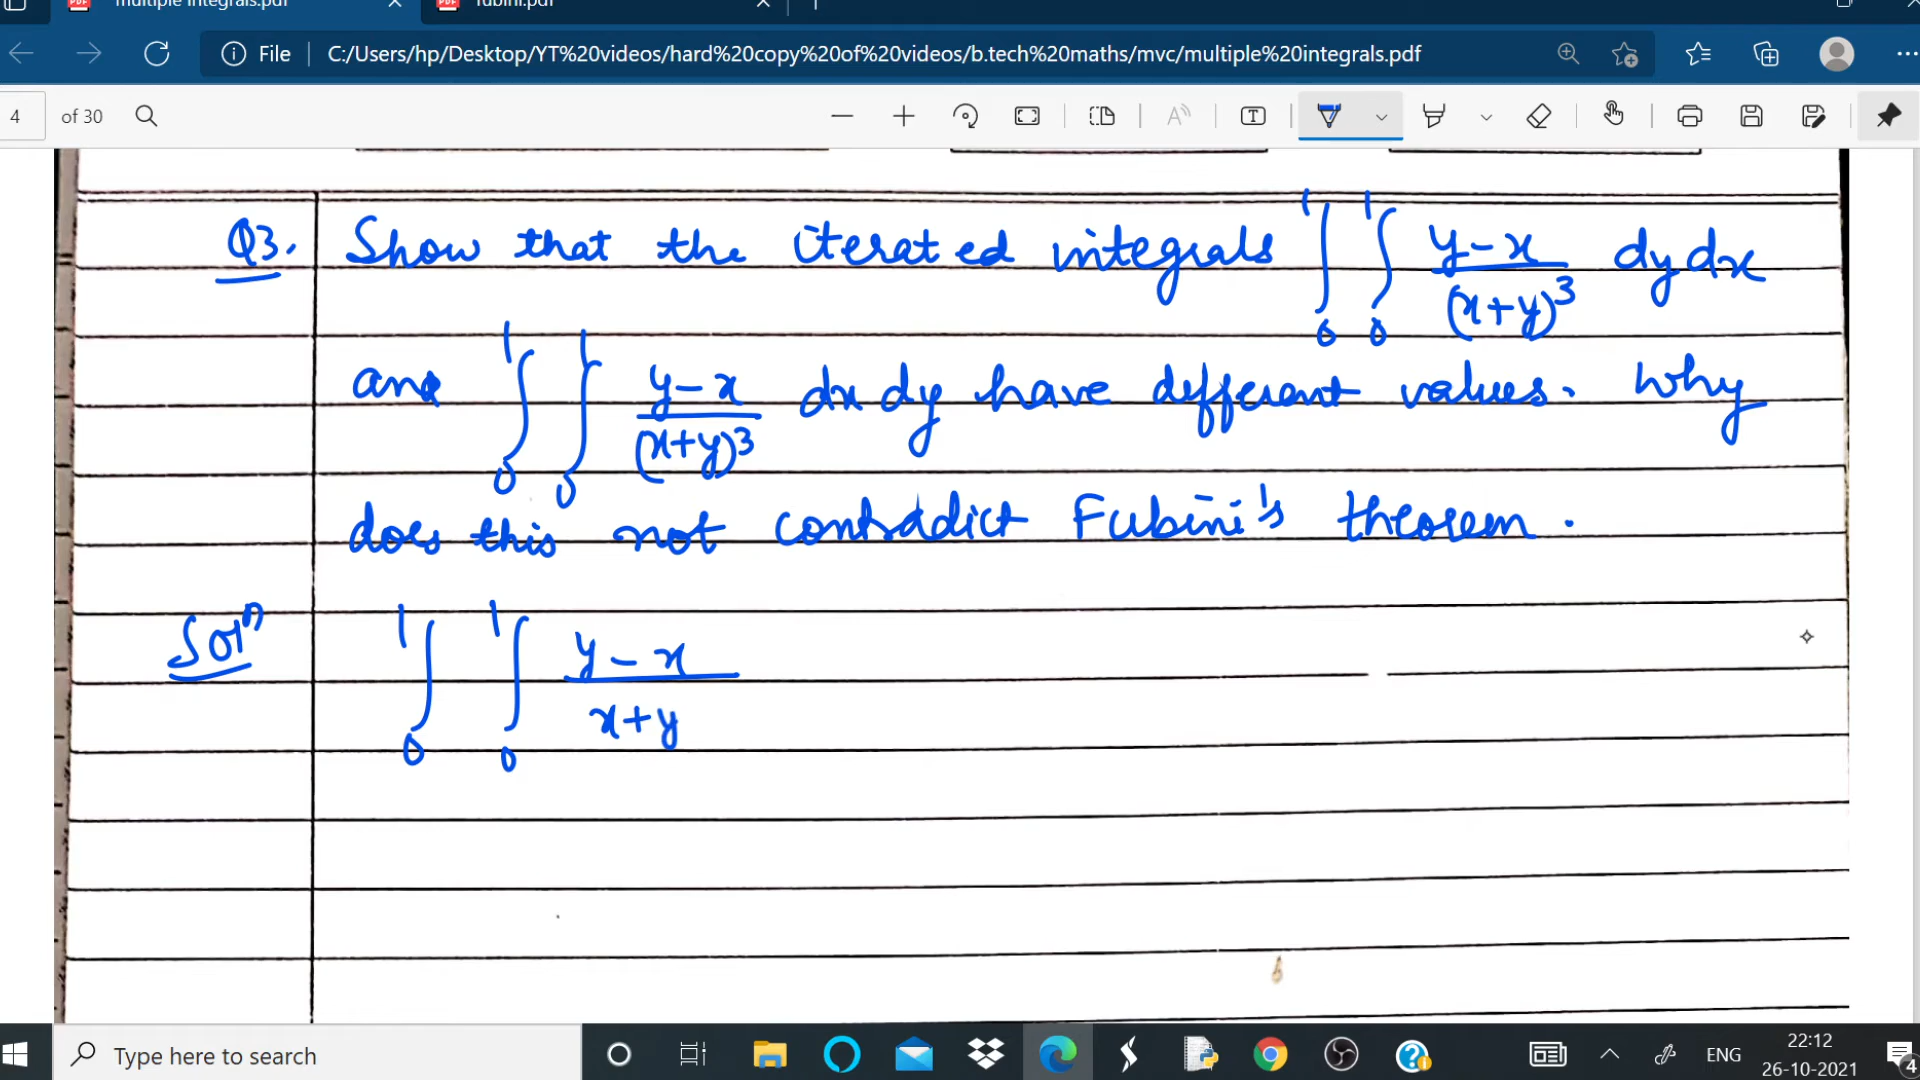 multiple integrals.pdf fubini.pdf
File C:/Users/hp/Desktop/YT%20videos/hard%20copy%20of%20videos/b.tech%20maths/mvc/multiple%20integrals.pdf
4 of 30
Q3. Show that the iterated integrals ∫₀¹ ∫₀¹ (y-x)/(x+y)³ dy dx
and ∫₀¹ ∫₀¹ (y-x)/(x+y)³ dx dy have different values. Why
does this not contradict Fubini's theorem.
Solⁿ ∫₀¹ ∫₀¹ (y-x)/(x+y)
Type here to search
ENG
22:12
26-10-2021
4